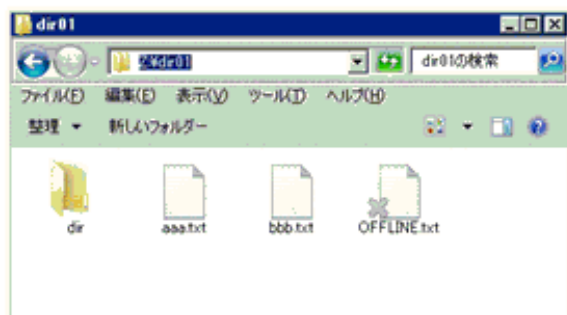 dir01
Z:¥dir01
dir01の検索
ファイル(F) 編集(E) 表示(V) ツール(T) ヘルプ(H)
整理 新しいフォルダー
dir aaa.txt bbb.txt OFFLINE.txt